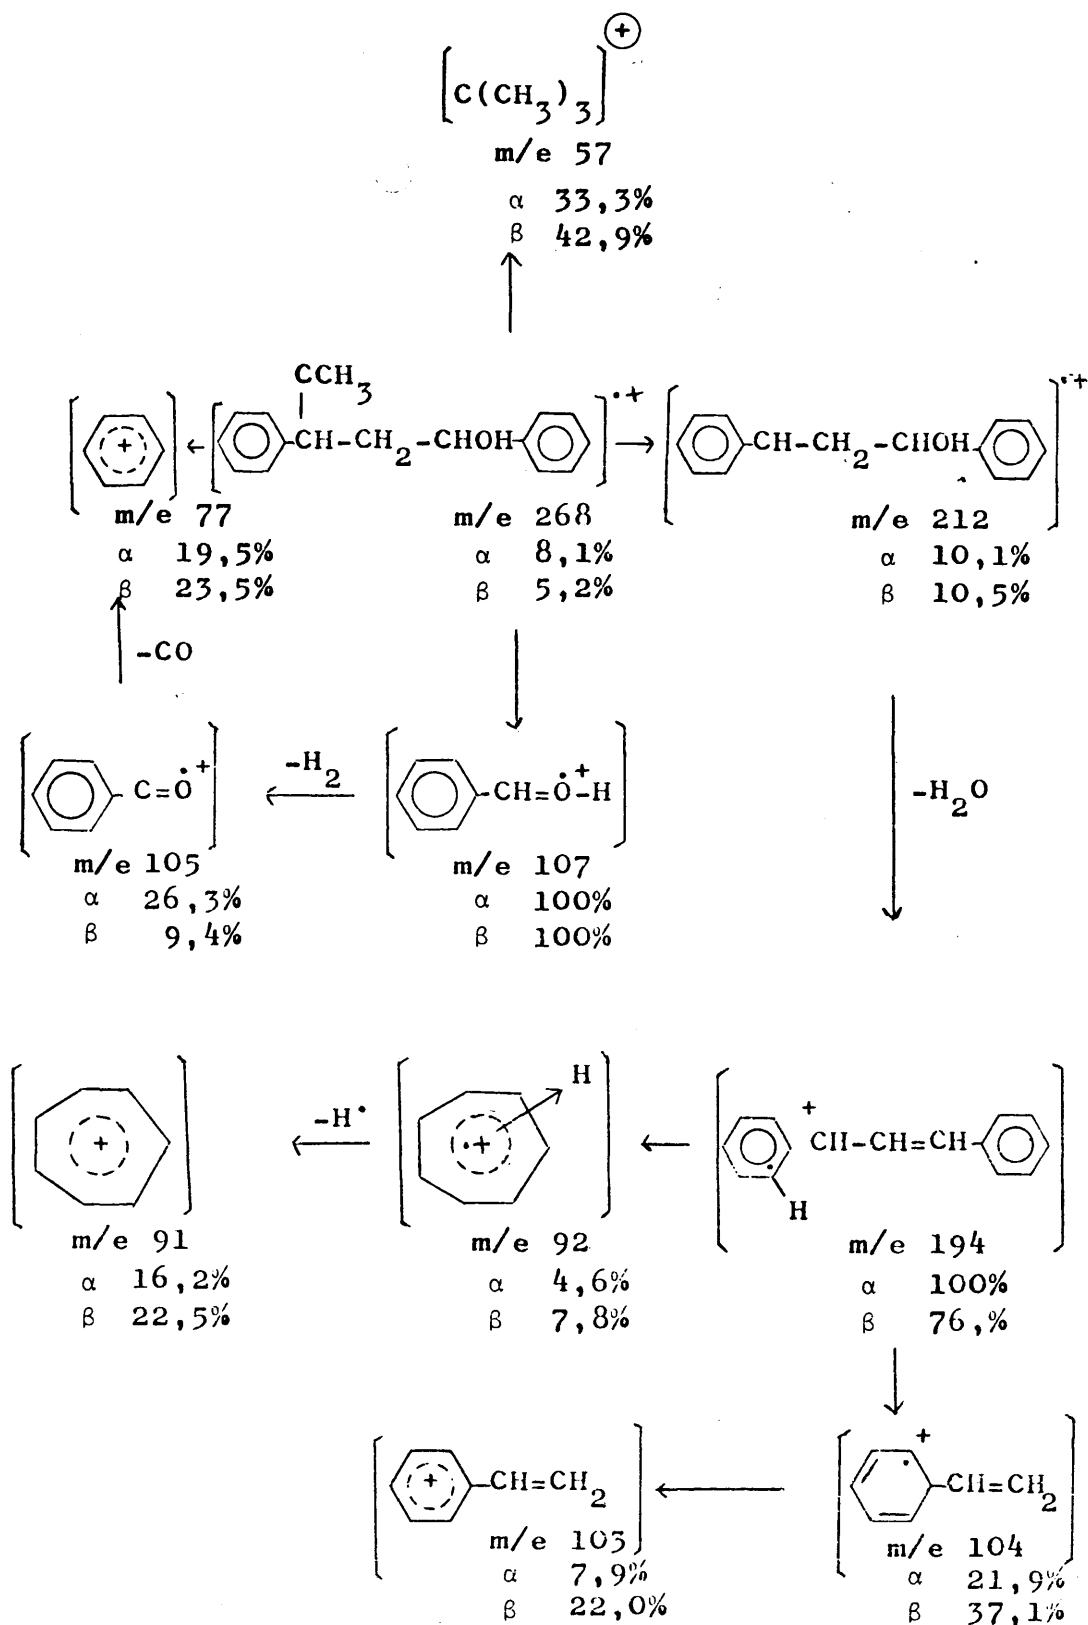 [C(CH3)3]⊕
m/e 57
α 33,3%
β 42,9%
CCH3
[+] ← [CH-CH2-CHOH]·+ → [CH-CH2-CHOH]·+
m/e 77
α 19,5%
β 23,5%
m/e 268
α 8,1%
β 5,2%
m/e 212
α 10,1%
β 10,5%
-CO
[C=O·+]
m/e 105
α 26,3%
β 9,4%
-H2
[CH=O·+-H]
m/e 107
α 100%
β 100%
-H2O
[+]
m/e 91
α 16,2%
β 22,5%
-H·
[·+ H]
m/e 92
α 4,6%
β 7,8%
[+ CH-CH=CH · H]
m/e 194
α 100%
β 76,%
[+ -CH=CH2]
m/e 103
α 7,9%
β 22,0%
[·+ -CH=CH2]
m/e 104
α 21,9%
β 37,1%